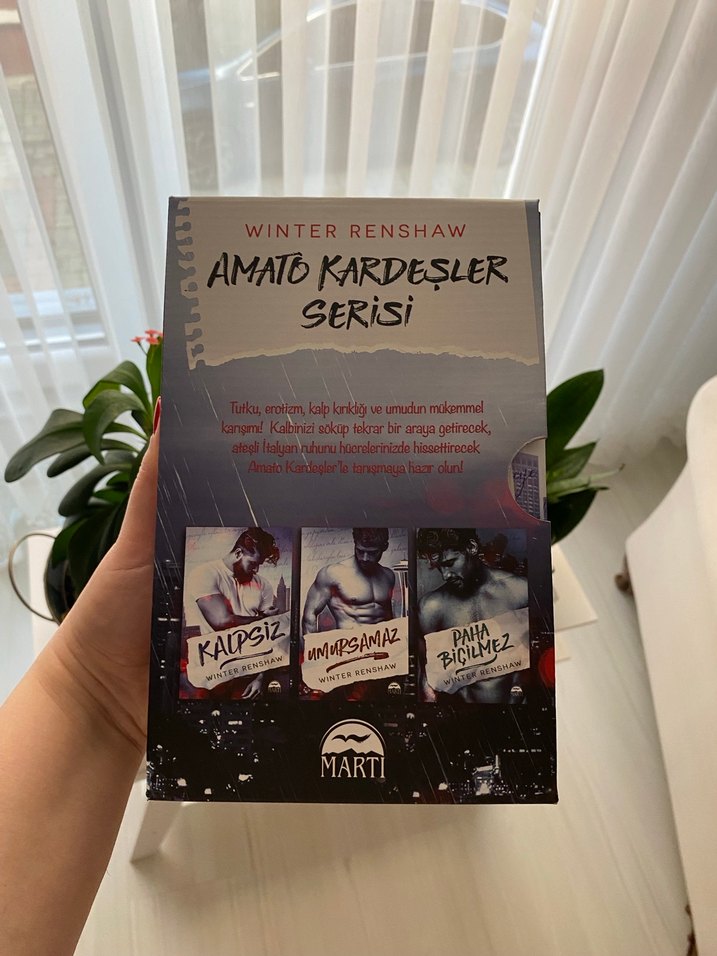 WINTER RENSHAW
AMATO KARDEŞLER
SERİSİ
Tutku, erotizm, kalp kırıklığı ve umudun mükemmel
karışımı! Kalbinizi söküp tekrar bir araya getirecek,
ateşli İtalyan ruhunu hücrelerinizde hissettirecek
Amato Kardeşler'le tanışmaya hazır olun!
KALPSİZ
WINTER RENSHAW
UMURSAMAZ
WINTER RENSHAW
MARTI
PAHA
BİÇİLMEZ
WINTER RENSHAW
MARTI